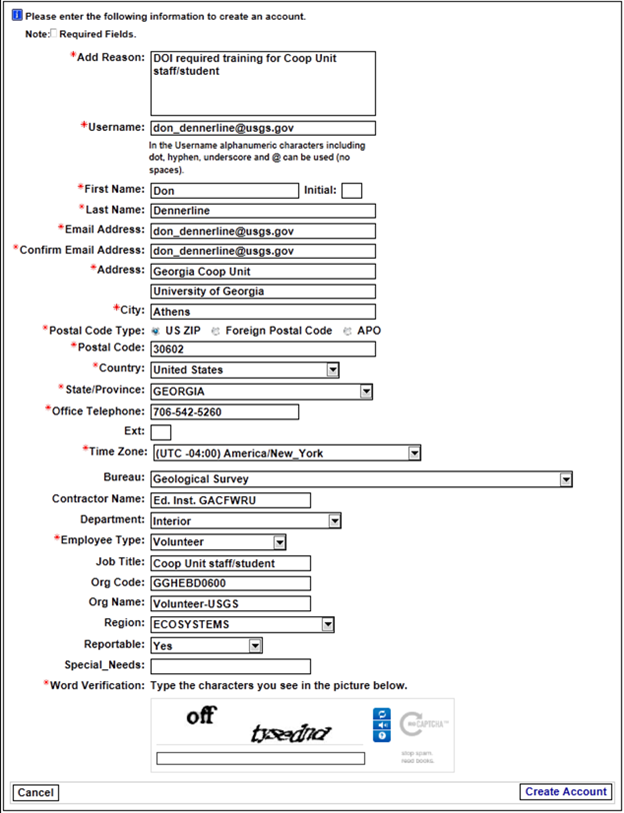 Please enter the following information to create an account.
Note: Required Fields.
*Add Reason: DOI required training for Coop Unit
staff/student
*Username: don_dennerline@usgs.gov
In the Username alphanumeric characters including
dot, hyphen, underscore and @ can be used (no
spaces).
*First Name: Don Initial:
*Last Name: Dennerline
*Email Address: don_dennerline@usgs.gov
*Confirm Email Address: don_dennerline@usgs.gov
*Address: Georgia Coop Unit
University of Georgia
*City: Athens
*Postal Code Type: US ZIP Foreign Postal Code APO
*Postal Code: 30602
*Country: United States
*State/Province: GEORGIA
*Office Telephone: 706-542-5260
Ext:
*Time Zone: (UTC -04:00) America/New_York
Bureau: Geological Survey
Contractor Name: Ed. Inst. GACFWRU
Department: Interior
*Employee Type: Volunteer
Job Title: Coop Unit staff/student
Org Code: GGHEBD0600
Org Name: Volunteer-USGS
Region: ECOSYSTEMS
Reportable: Yes
Special_Needs:
*Word Verification: Type the characters you see in the picture below.
off
stop spam.
read books.
Cancel Create Account